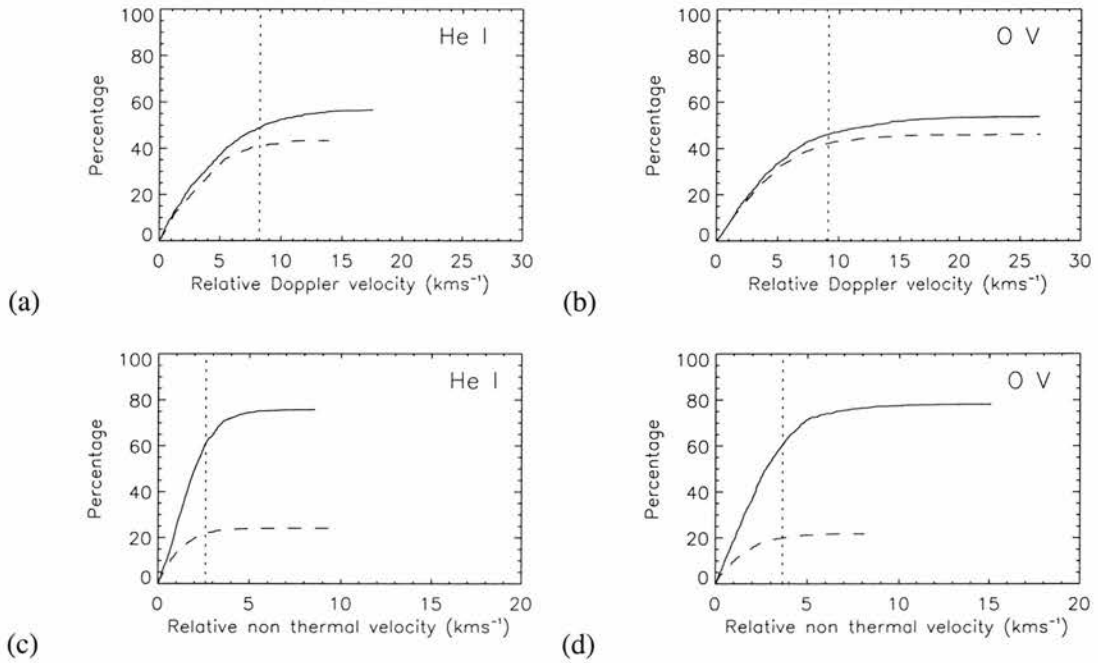 100
80
60
40
20
0
Percentage
He I
0 5 10 15 20 25 30
Relative Doppler velocity (kms⁻¹)
(a)
100
80
60
40
20
0
Percentage
O V
0 5 10 15 20 25 30
Relative Doppler velocity (kms⁻¹)
(b)
100
80
60
40
20
0
Percentage
He I
0 5 10 15 20
Relative non thermal velocity (kms⁻¹)
(c)
100
80
60
40
20
0
Percentage
O V
0 5 10 15 20
Relative non thermal velocity (kms⁻¹)
(d)